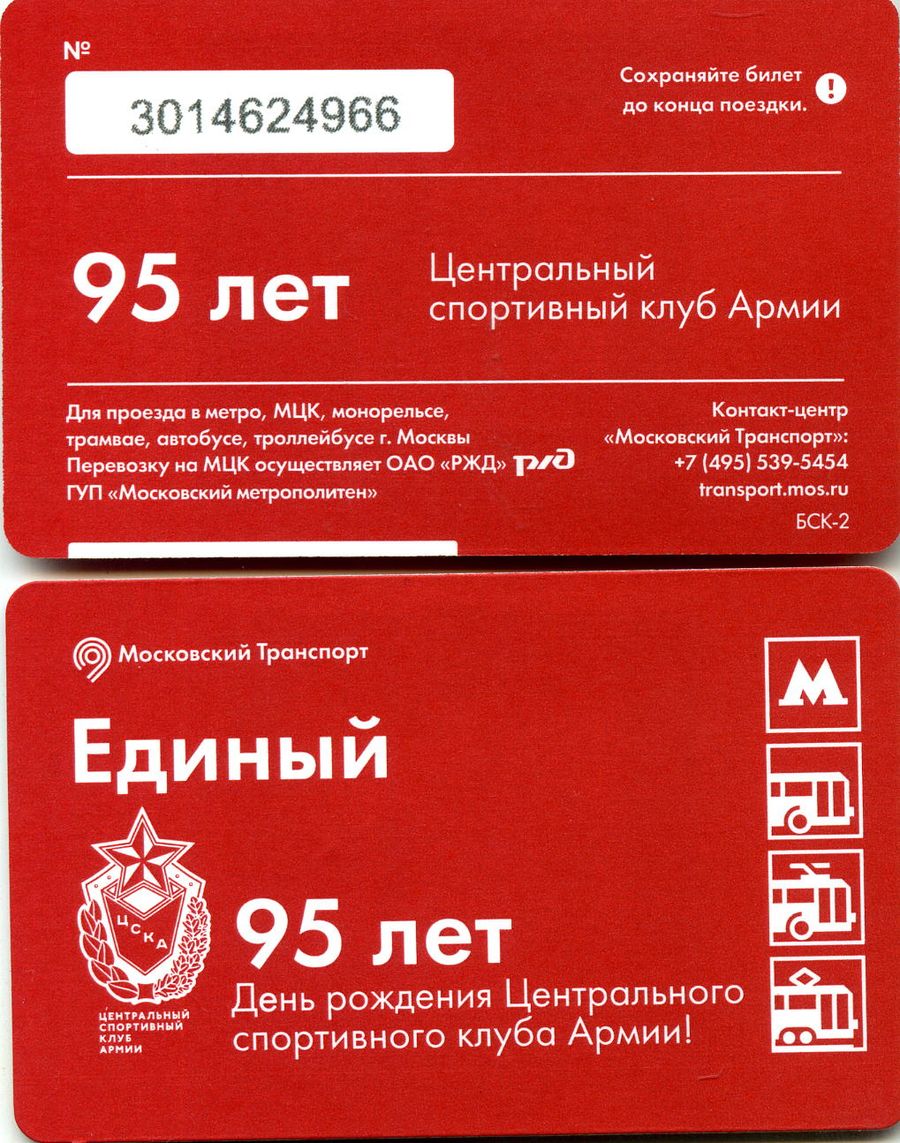 №
3014624966
Сохраняйте билет
до конца поездки.
!
95 лет
Центральный
спортивный клуб Армии
Для проезда в метро, МЦК, монорельсе,
трамвае, автобусе, троллейбусе г. Москвы
Перевозку на МЦК осуществляет ОАО «РЖД» ржд
ГУП «Московский метрополитен»
Контакт-центр
«Московский Транспорт»:
+7 (495) 539-5454
transport.mos.ru
БСК-2
Московский Транспорт
М
Единый
ЦСКА
ЦЕНТРАЛЬНЫЙ
СПОРТИВНЫЙ
КЛУБ
АРМИИ
95 лет
День рождения Центрального
спортивного клуба Армии!